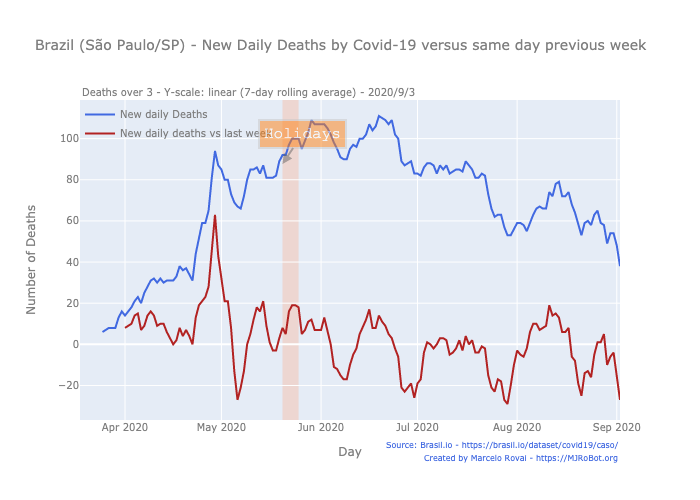 Brazil (São Paulo/SP) - New Daily Deaths by Covid-19 versus same day previous week
Deaths over 3 - Y-scale: linear (7-day rolling average) - 2020/9/3
New daily Deaths
New daily deaths vs last week
Holidays
Number of Deaths
100
80
60
40
20
0
−20
Apr 2020
May 2020
Jun 2020
Jul 2020
Aug 2020
Sep 2020
Day
Source: Brasil.io - https://brasil.io/dataset/covid19/caso/
Created by Marcelo Rovai - https://MJRoBot.org